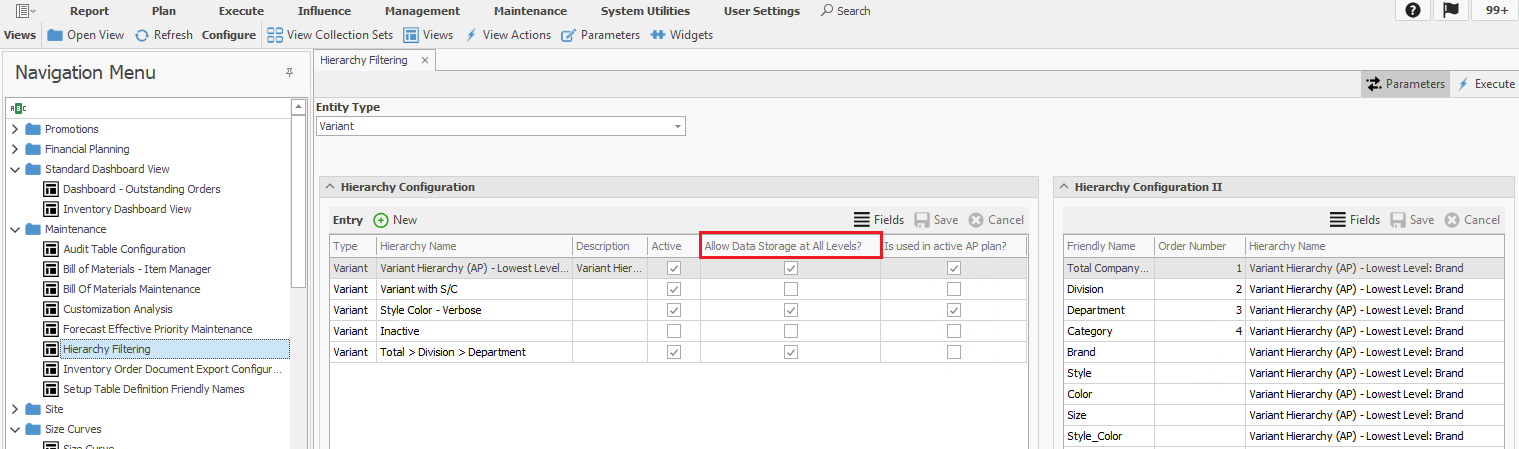 Report Plan Execute Influence Management Maintenance System Utilities User Settings Search 99+
Views Open View Refresh Configure View Collection Sets Views View Actions Parameters Widgets
Navigation Menu
Hierarchy Filtering
Parameters Execute
Entity Type
Variant
ABC
Promotions
Financial Planning
Standard Dashboard View
Dashboard - Outstanding Orders
Inventory Dashboard View
Maintenance
Audit Table Configuration
Bill of Materials - Item Manager
Bill Of Materials Maintenance
Customization Analysis
Forecast Effective Priority Maintenance
Hierarchy Filtering
Inventory Order Document Export Configur...
Setup Table Definition Friendly Names
Site
Size Curves
Size Curve
Hierarchy Configuration
Entry New Fields Save Cancel
Type Hierarchy Name Description Active Allow Data Storage at All Levels? Is used in active AP plan?
Variant Variant Hierarchy (AP) - Lowest Level... Variant Hier...
Variant Variant with S/C
Variant Style Color - Verbose
Variant Inactive
Variant Total > Division > Department
Hierarchy Configuration II
Fields Save Cancel
Friendly Name Order Number Hierarchy Name
Total Company... 1 Variant Hierarchy (AP) - Lowest Level: Brand
Division 2 Variant Hierarchy (AP) - Lowest Level: Brand
Department 3 Variant Hierarchy (AP) - Lowest Level: Brand
Category 4 Variant Hierarchy (AP) - Lowest Level: Brand
Brand Variant Hierarchy (AP) - Lowest Level: Brand
Style Variant Hierarchy (AP) - Lowest Level: Brand
Color Variant Hierarchy (AP) - Lowest Level: Brand
Size Variant Hierarchy (AP) - Lowest Level: Brand
Style_Color Variant Hierarchy (AP) - Lowest Level: Brand